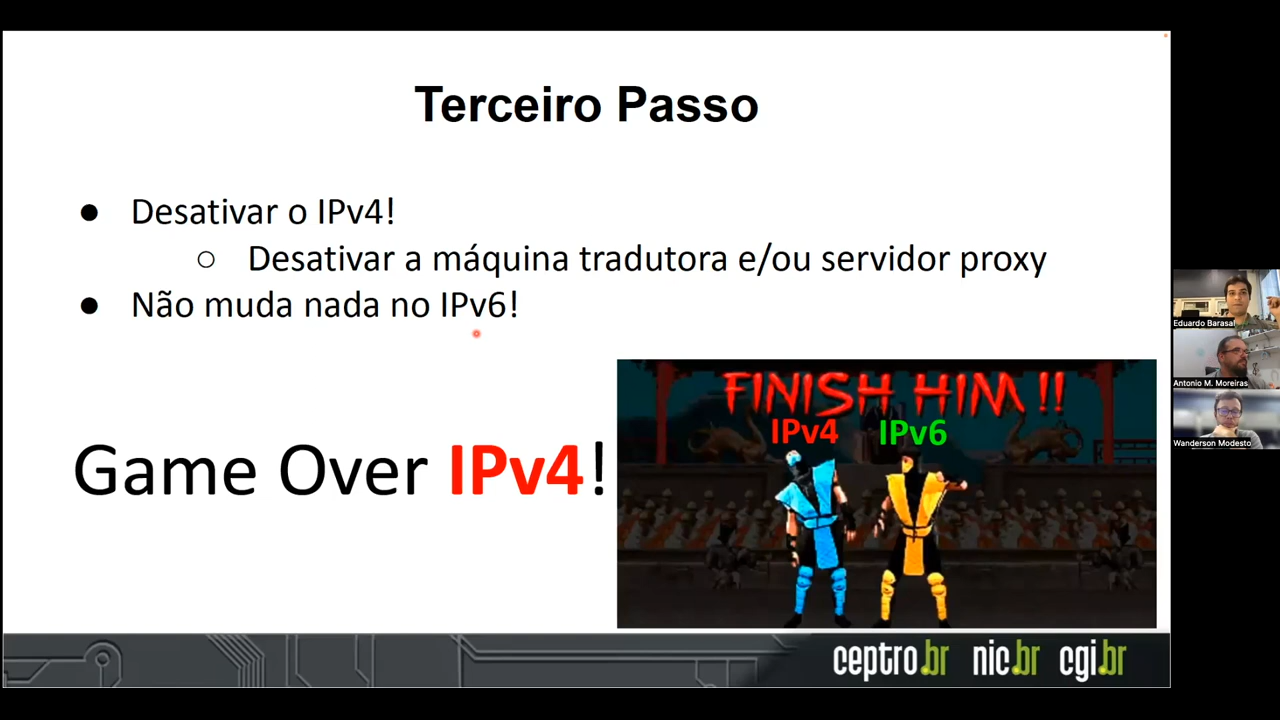 Terceiro Passo
● Desativar o IPv4!
○ Desativar a máquina tradutora e/ou servidor proxy
● Não muda nada no IPv6!
Game Over IPv4!
FINISH HIM!!
IPv4 IPv6
ceptro.br nic.br cgi.br
Eduardo Barasal
Antonio M. Moreiras
Wanderson Modesto